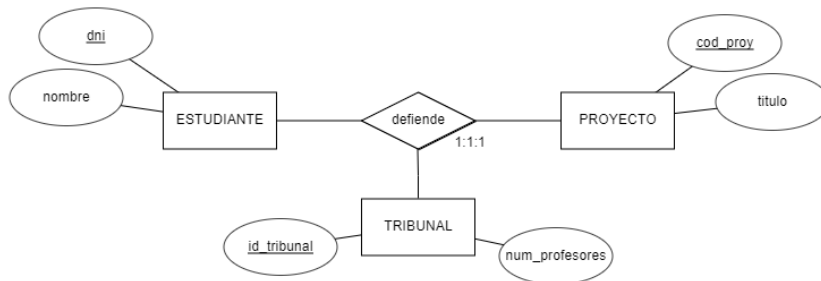 dni
cod_proy
nombre
titulo
ESTUDIANTE
defiende
PROYECTO
1:1:1
TRIBUNAL
id_tribunal
num_profesores